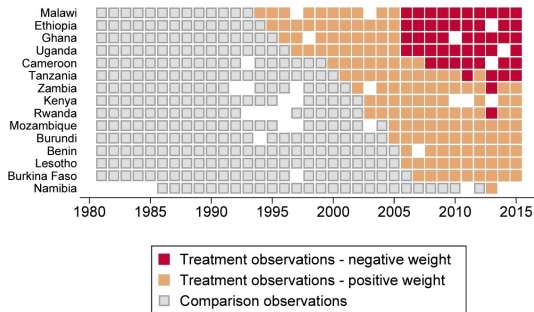 Malawi
Ethiopia
Ghana
Uganda
Cameroon
Tanzania
Zambia
Kenya
Rwanda
Mozambique
Burundi
Benin
Lesotho
Burkina Faso
Namibia
1980 1985 1990 1995 2000 2005 2010 2015
Treatment observations - negative weight
Treatment observations - positive weight
Comparison observations